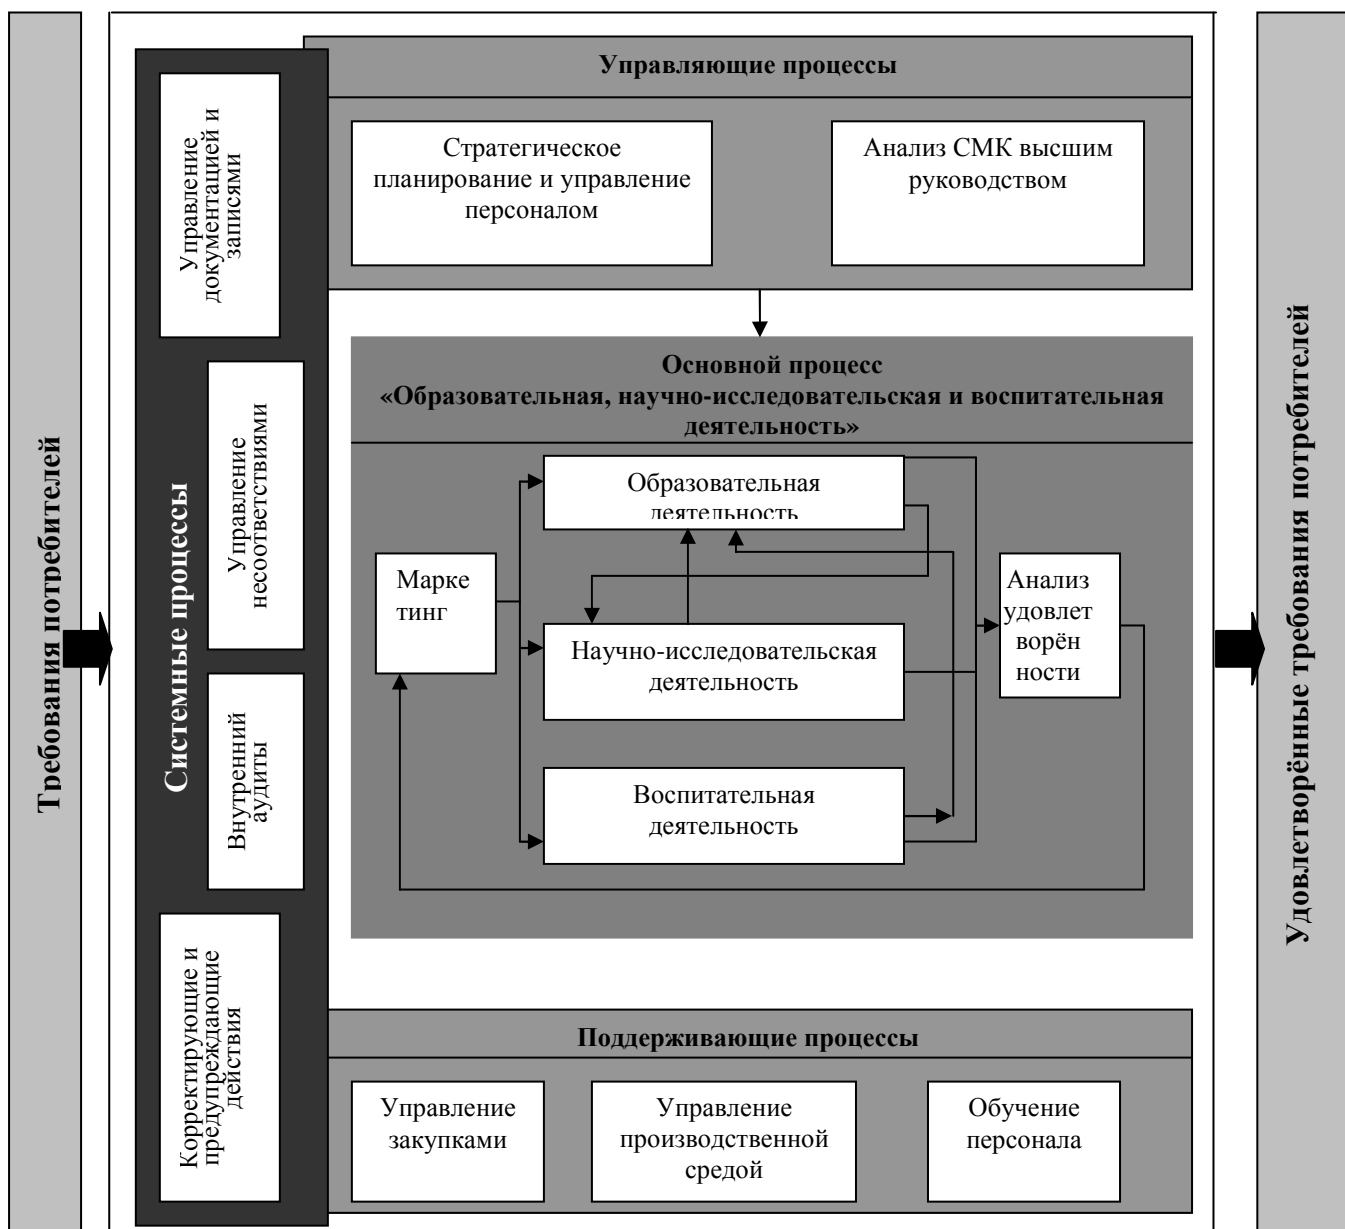 Требования потребителей
Системные процессы
Управление
документацией и
записями
Управление
несоответствиями
Внутренний
аудиты
Корректирующие и
предупреждающие
действия
Управляющие процессы
Стратегическое
планирование и управление
персоналом
Анализ СМК высшим
руководством
Основной процесс
«Образовательная, научно-исследовательская и воспитательная
деятельность»
Образовательная
деятельность
Марке
тинг
Научно-исследовательская
деятельность
Воспитательная
деятельность
Анализ
удовлет
ворён
ности
Поддерживающие процессы
Управление
закупками
Управление
производственной
средой
Обучение
персонала
Удовлетворённые требования потребителей